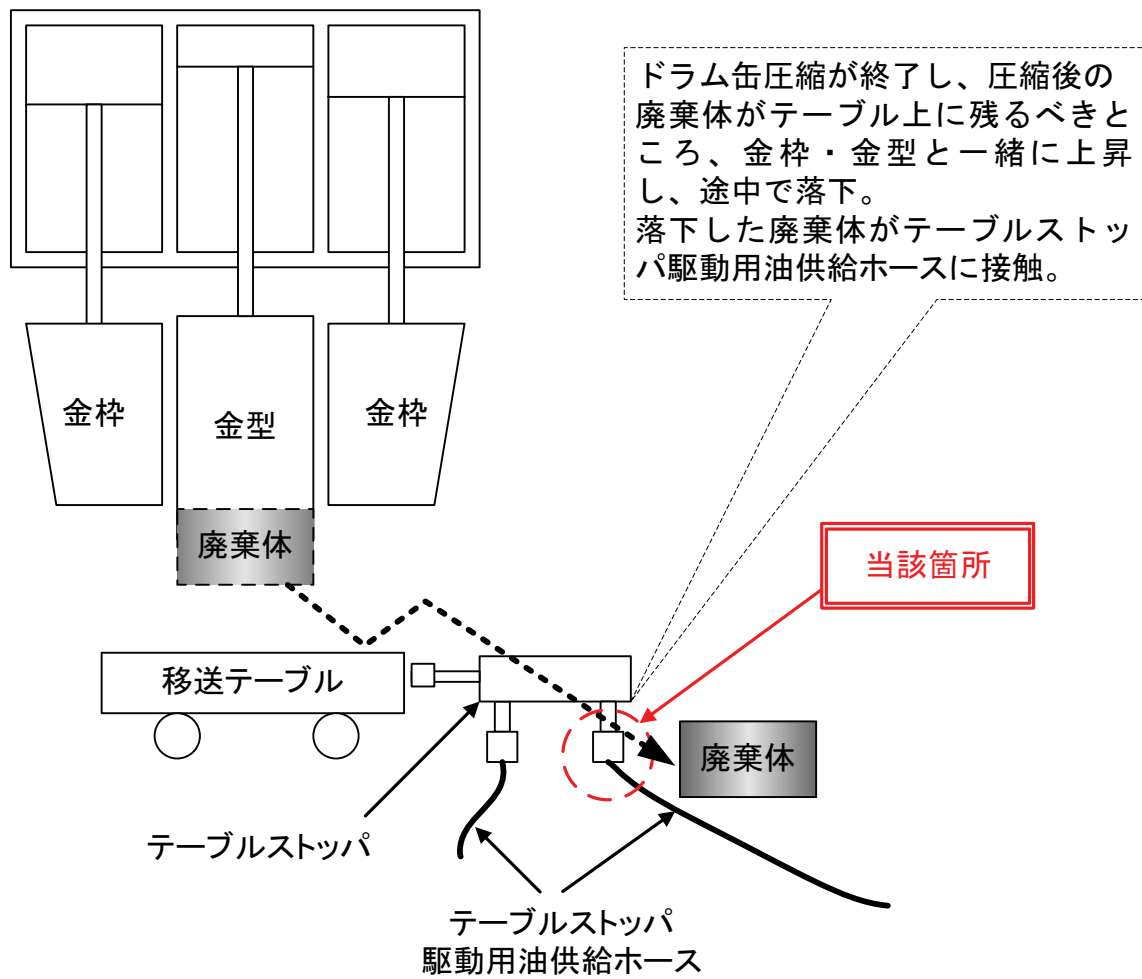 ドラム缶圧縮が終了し、圧縮後の
廃棄体がテーブル上に残るべきと
ころ、金枠・金型と一緒に上昇
し、途中で落下。
落下した廃棄体がテーブルストッ
パ駆動用油供給ホースに接触。
金枠
金型
金枠
廃棄体
当該箇所
移送テーブル
廃棄体
テーブルストッパ
テーブルストッパ
駆動用油供給ホース